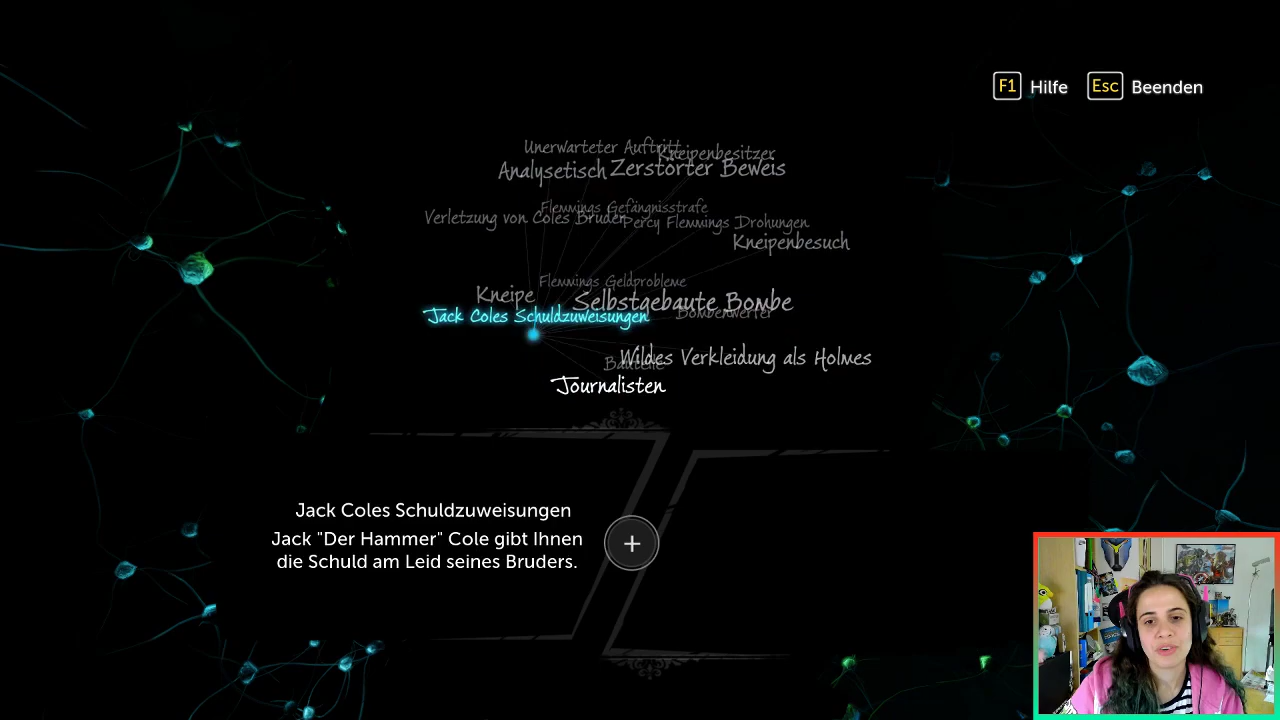 F1 Hilfe Esc Beenden
Unerwarteter Auftritt
Kneipenbesitzer
Analysetisch
Zerstörter Beweis
Flemmings Gefängnisstrafe
Verletzung von Coles Bruder
Percy Flemmings Drohungen
Kneipenbesuch
Flemmings Geldprobleme
Kneipe
Selbstgebaute Bombe
Jack Coles Schuldzuweisungen
Bombenwerfer
Wildes Verkleidung als Holmes
Bauteile
Journalisten
Jack Coles Schuldzuweisungen
Jack "Der Hammer" Cole gibt Ihnen
die Schuld am Leid seines Bruders.